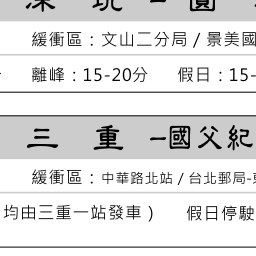 深 坑 – 圓
緩衝區：文山二分局 / 景美國
離峰：15-20分 假日：15-
三 重 – 國父紀
緩衝區：中華路北站 / 台北郵局-
均由三重一站發車 ) 假日停駛